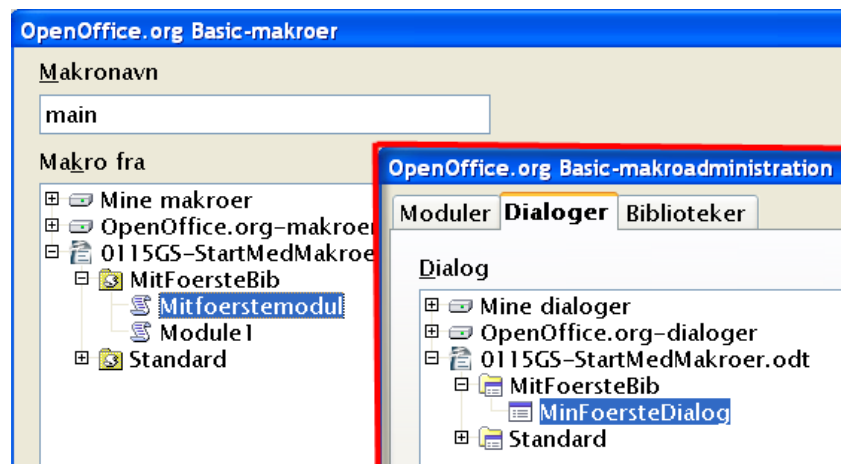 OpenOffice.org Basic-makroer
Makronavn
main
Makro fra
Mine makroer
OpenOffice.org-makroer
0115GS-StartMedMakroe
MitFoersteBib
Mitfoerstemodul
Module1
Standard
OpenOffice.org Basic-makroadministration
Moduler Dialoger Biblioteker
Dialog
Mine dialoger
OpenOffice.org-dialoger
0115GS-StartMedMakroer.odt
MitFoersteBib
MinFoersteDialog
Standard